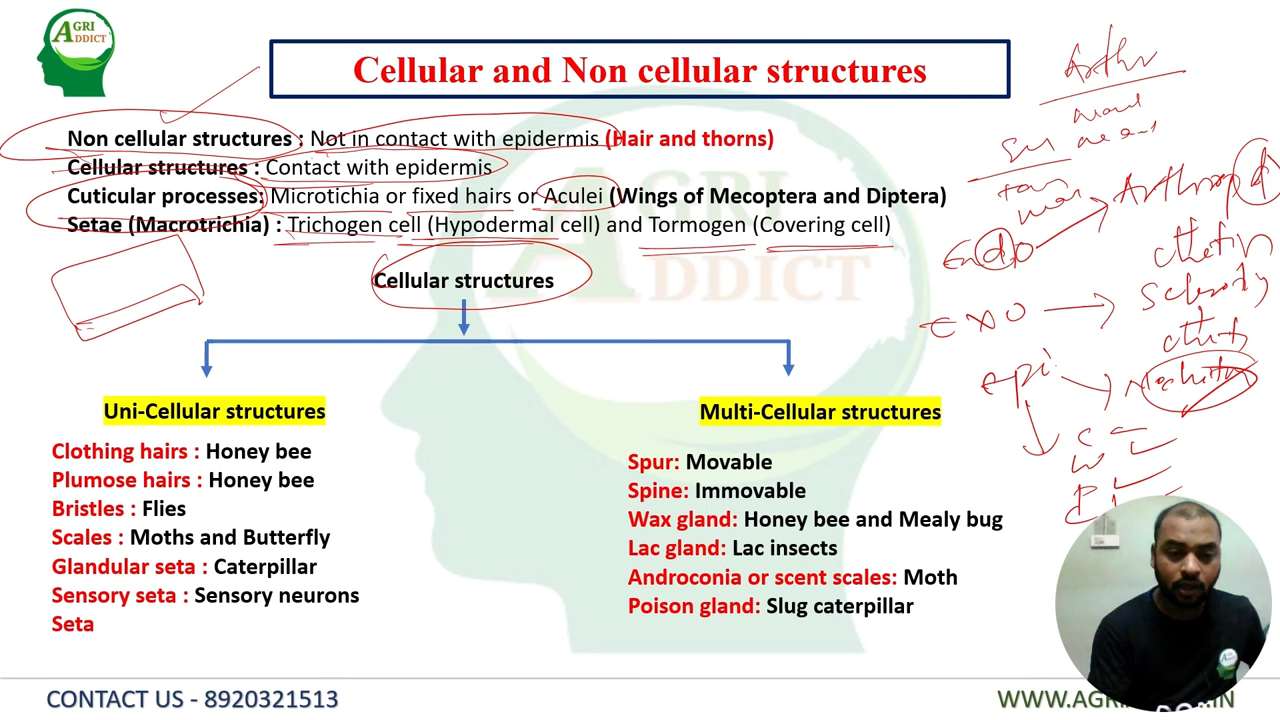 AGRI
ADDICT
Cellular and Non cellular structures
Non cellular structures : Not in contact with epidermis (Hair and thorns)
Cellular structures : Contact with epidermis
Cuticular processes: Microtichia or fixed hairs or Aculei (Wings of Mecoptera and Diptera)
Setae (Macrotrichia) : Trichogen cell (Hypodermal cell) and Tormogen (Covering cell)
AGRI
ADDICT
Cellular structures
Uni-Cellular structures
Clothing hairs : Honey bee
Plumose hairs : Honey bee
Bristles : Flies
Scales : Moths and Butterfly
Glandular seta : Caterpillar
Sensory seta : Sensory neurons
Seta
Multi-Cellular structures
Spur: Movable
Spine: Immovable
Wax gland: Honey bee and Mealy bug
Lac gland: Lac insects
Androconia or scent scales: Moth
Poison gland: Slug caterpillar
Endo
Exo
epi
CONTACT US - 8920321513